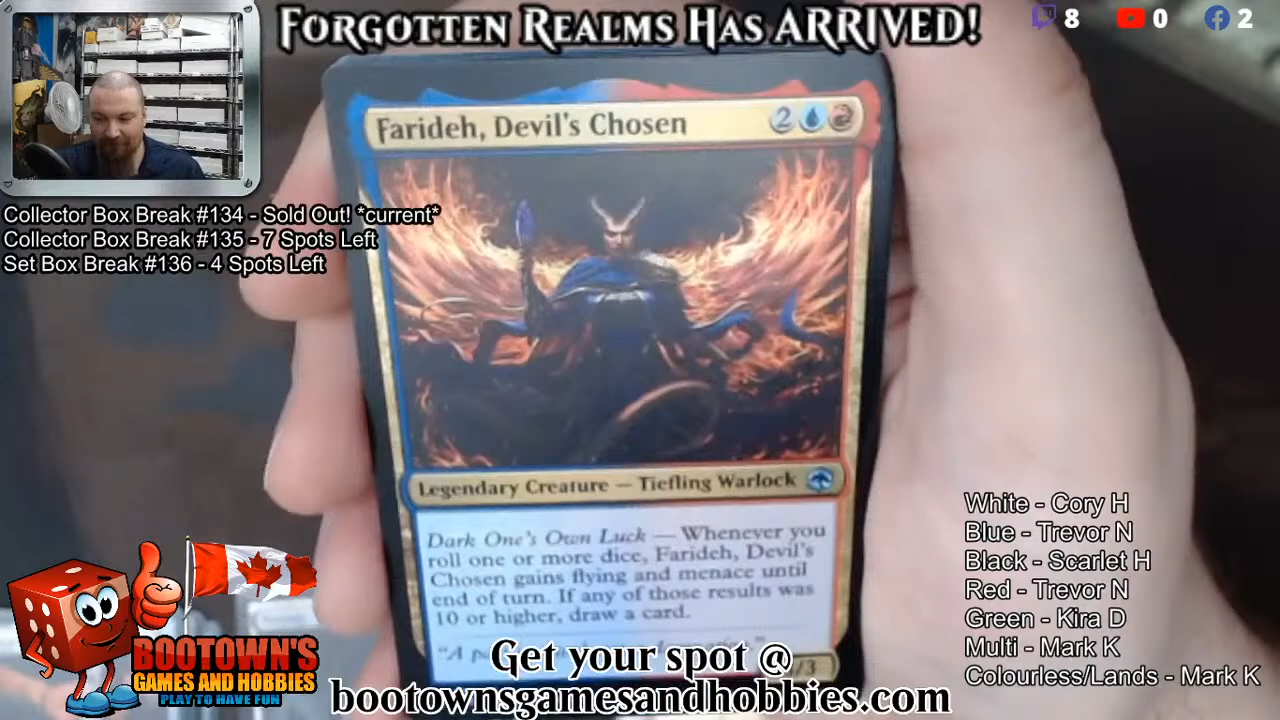 Forgotten Realms Has ARRIVED!
8 0 2
Farideh, Devil's Chosen 2
Collector Box Break #134 - Sold Out! *current*
Collector Box Break #135 - 7 Spots Left
Set Box Break #136 - 4 Spots Left
Legendary Creature — Tiefling Warlock
Dark One's Own Luck — Whenever you
roll one or more dice, Farideh, Devil's
Chosen gains flying and menace until
end of turn. If any of those results was
10 or higher, draw a card.
"A
/3
White - Cory H
Blue - Trevor N
Black - Scarlet H
Red - Trevor N
Green - Kira D
Multi - Mark K
Colourless/Lands - Mark K
BOOTOWN'S
GAMES AND HOBBIES
PLAY TO HAVE FUN
Get your spot @
bootownsgamesandhobbies.com